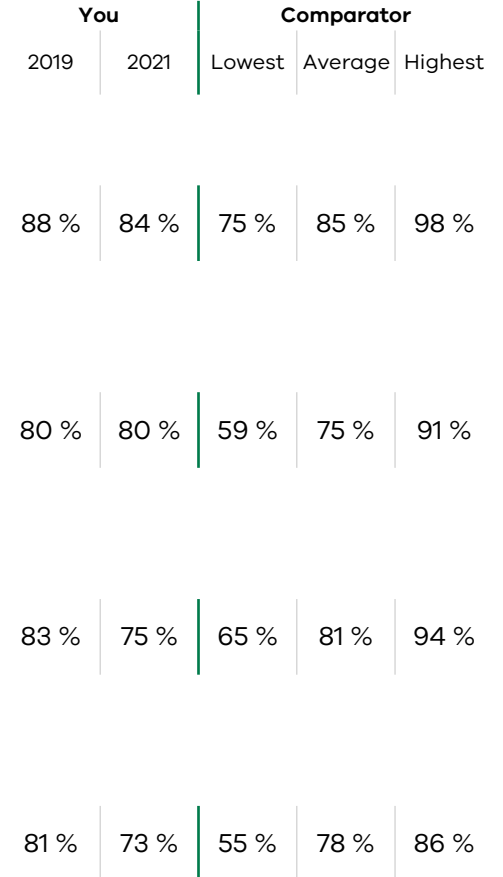 You Comparator
2019 2021 Lowest Average Highest
88 % 84 % 75 % 85 % 98 %
80 % 80 % 59 % 75 % 91 %
83 % 75 % 65 % 81 % 94 %
81 % 73 % 55 % 78 % 86 %